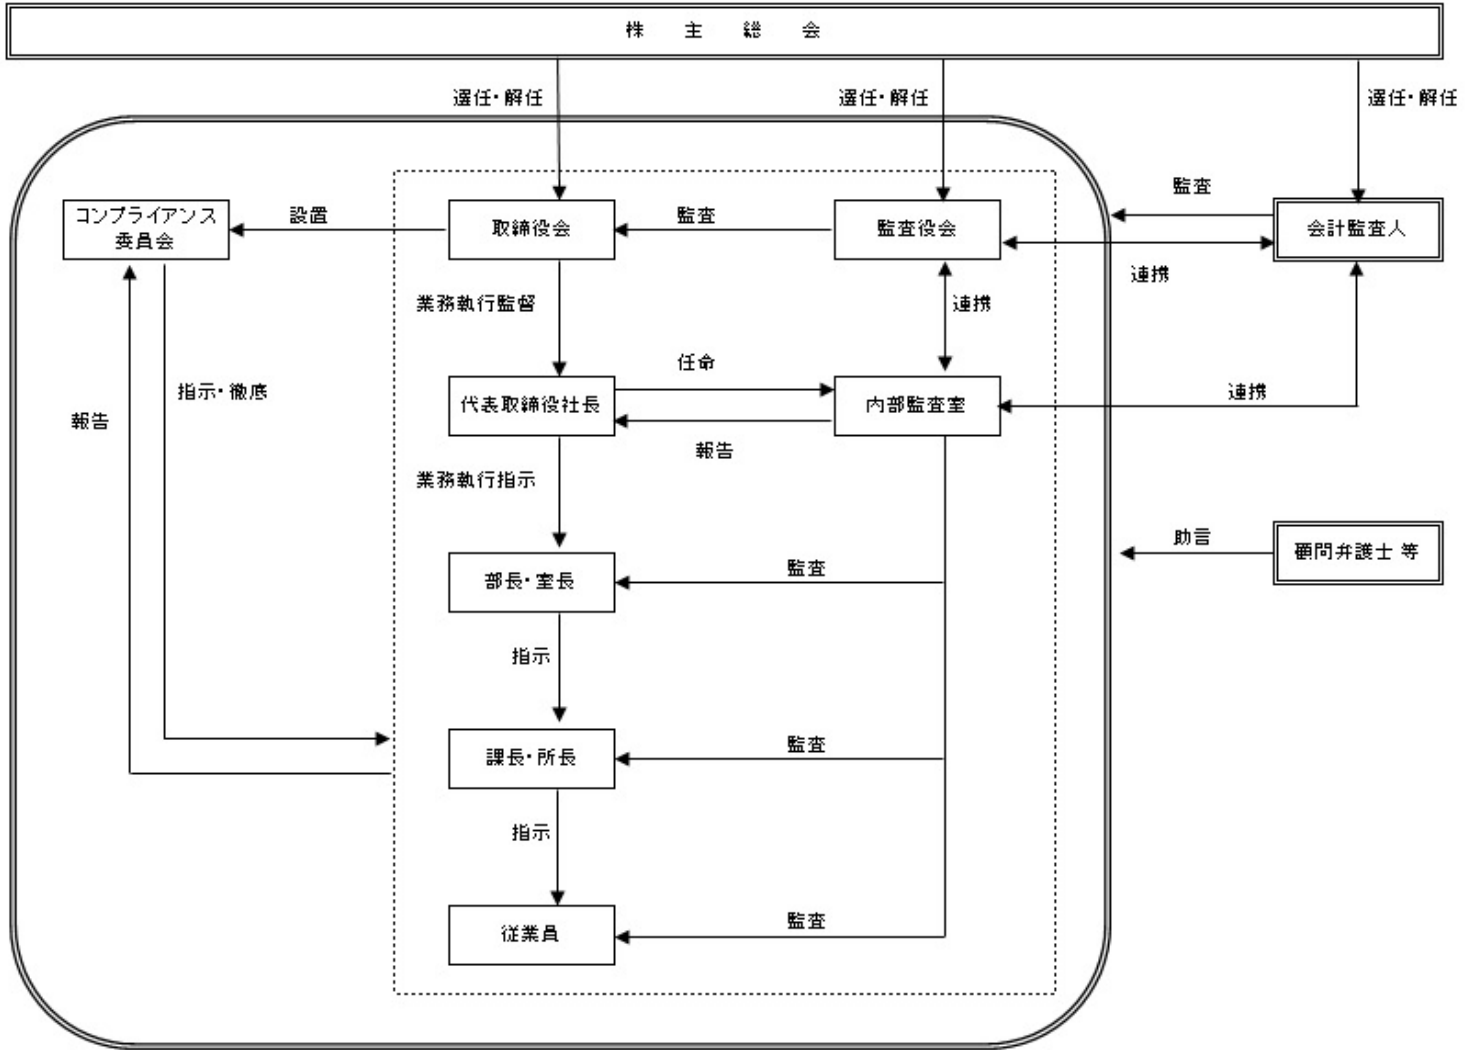 株主総会
選任・解任
選任・解任
選任・解任
監査
コンプライアンス
委員会
設置
取締役会
監査
監査役会
会計監査人
連携
業務執行監督
連携
任命
指示・徹底
代表取締役社長
内部監査室
連携
報告
報告
業務執行指示
助言
顧問弁護士 等
監査
部長・室長
指示
監査
課長・所長
指示
監査
従業員